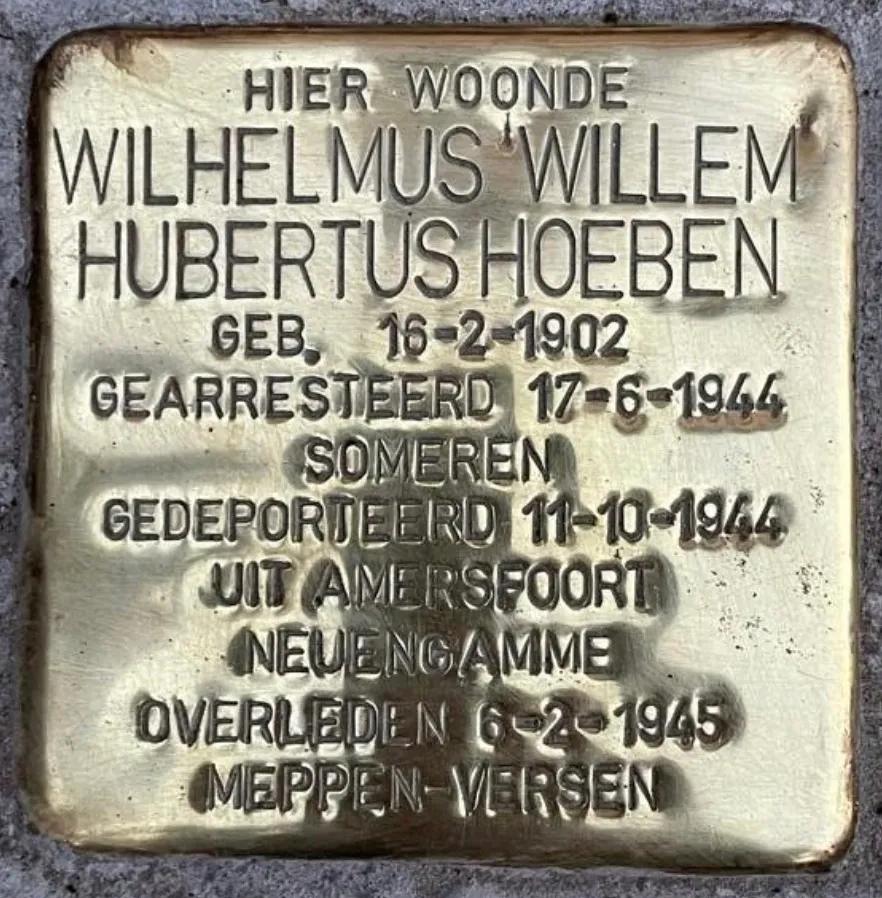 HIER WOONDE
WILHELMUS 'WILLEM'
HUBERTUS HOEBEN
GEB. 16-2-1902
GEARRESTEERD 17-6-1944
SOMEREN
GEDEPORTEERD 11-10-1944
UIT AMERSFOORT
NEUENGAMME
OVERLEDEN 6-2-1945
MEPPEN-VERSEN